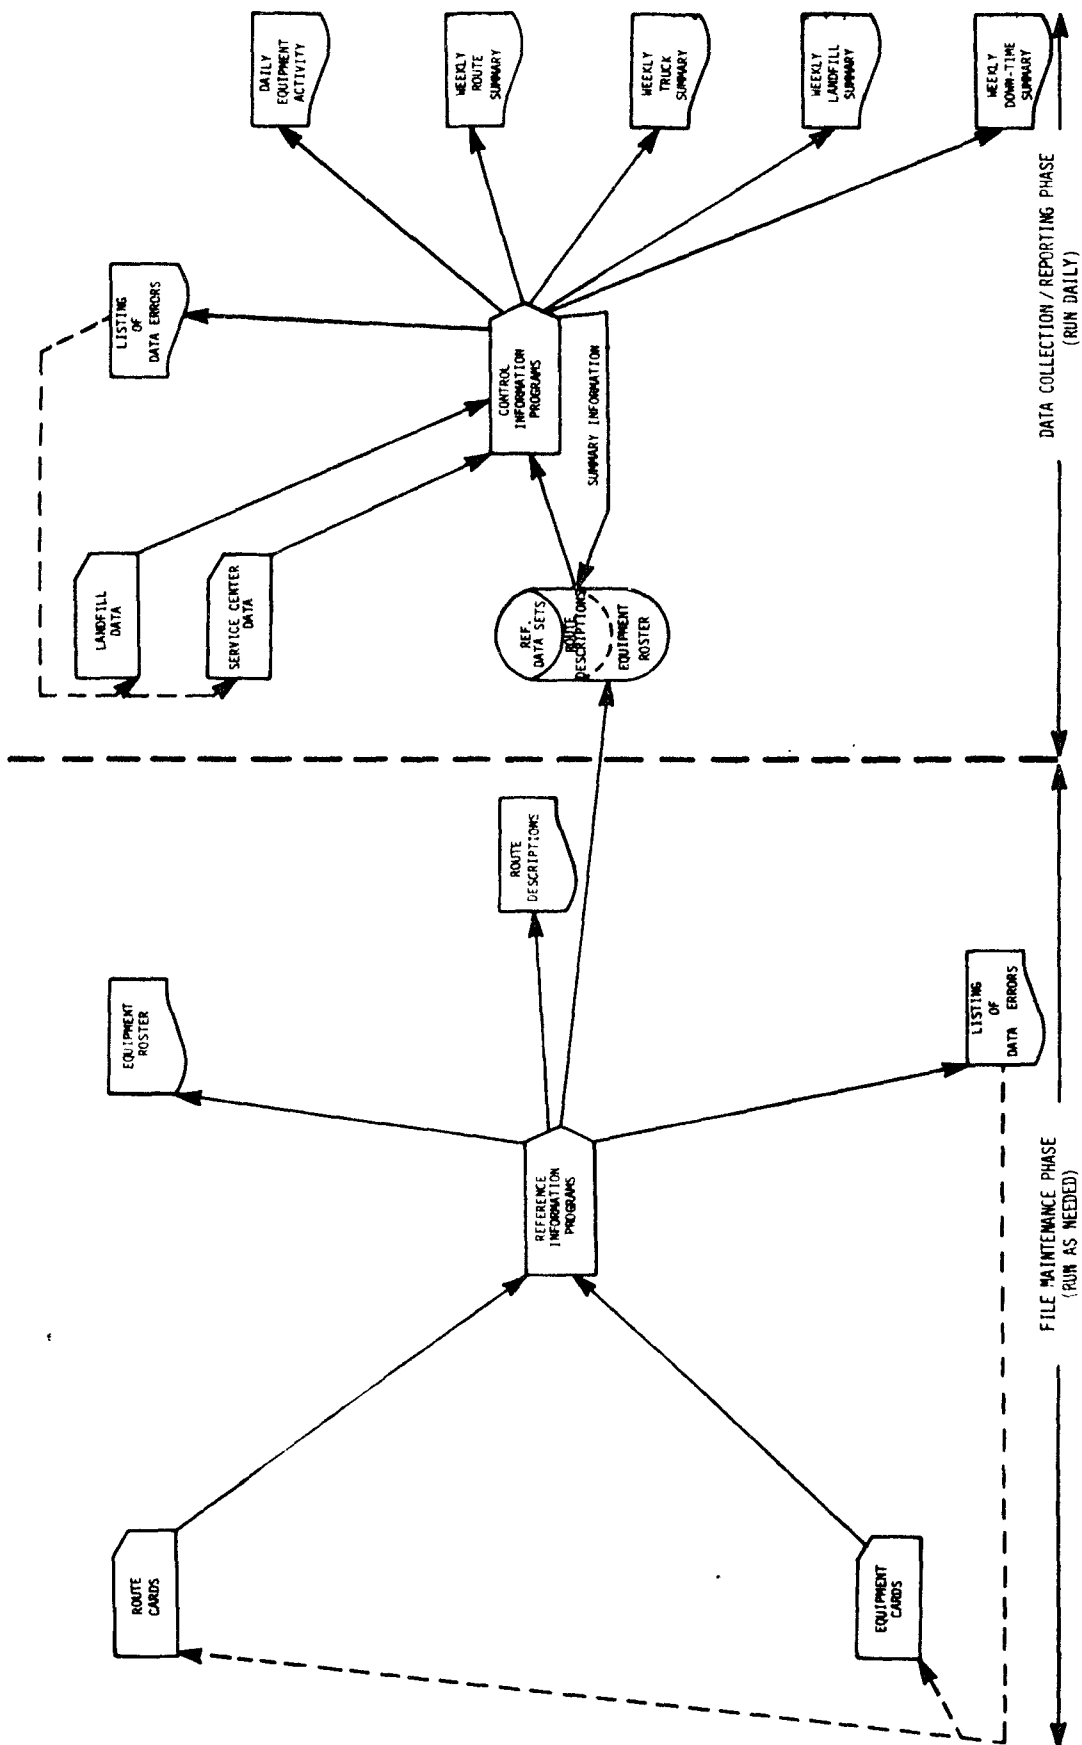 ROUTE
CARDS
EQUIPMENT
CARDS
REFERENCE
INFORMATION
PROGRAMS
EQUIPMENT
ROSTER
ROUTE
DESCRIPTIONS
LISTING
OF
DATA ERRORS
FILE MAINTENANCE PHASE
(RUN AS NEEDED)
LANDFILL
DATA
SERVICE CENTER
DATA
REF.
DATA SETS
ROUTE
DESCRIPTIONS
EQUIPMENT
ROSTER
LISTING
OF
DATA ERRORS
CONTROL
INFORMATION
PROGRAMS
SUMMARY INFORMATION
DAILY
EQUIPMENT
ACTIVITY
WEEKLY
ROUTE
SUMMARY
WEEKLY
TRUCK
SUMMARY
WEEKLY
LANDFILL
SUMMARY
WEEKLY
DOWN-TIME
SUMMARY
DATA COLLECTION / REPORTING PHASE
(RUN DAILY)